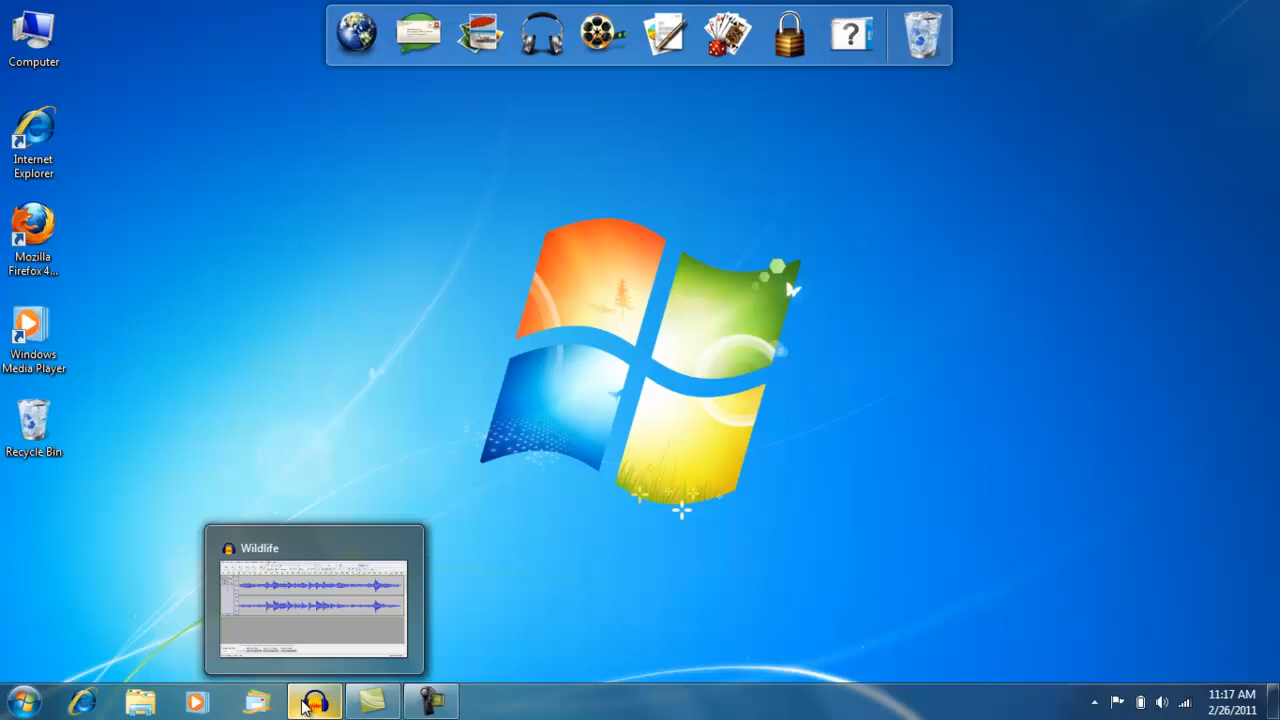 Computer
Internet
Explorer
Mozilla
Firefox 4...
Windows
Media Player
Recycle Bin
?
Wildlife
11:17 AM
2/26/2011